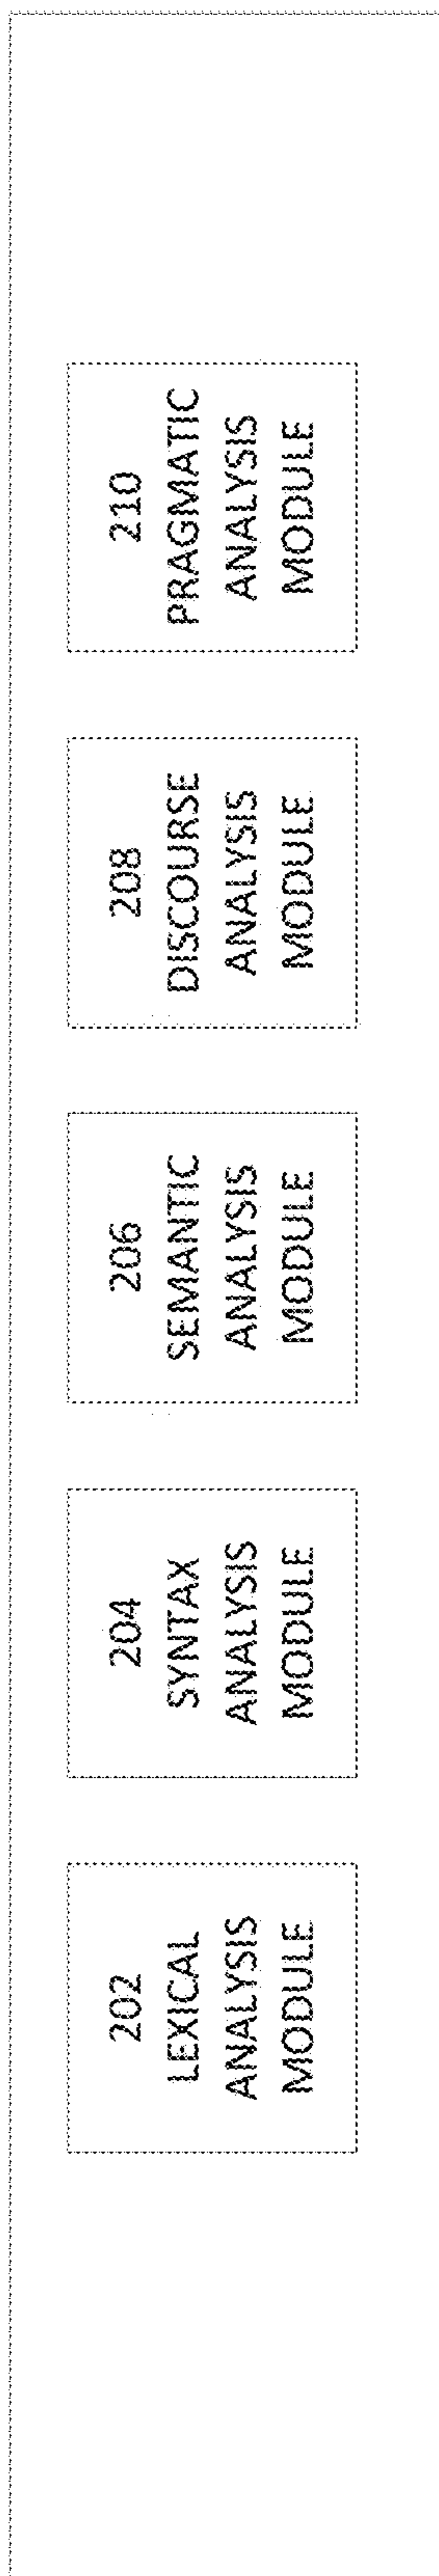 202
LEXICAL
ANALYSIS
MODULE
204
SYNTAX
ANALYSIS
MODULE
206
SEMANTIC
ANALYSIS
MODULE
208
DISCOURSE
ANALYSIS
MODULE
210
PRAGMATIC
ANALYSIS
MODULE